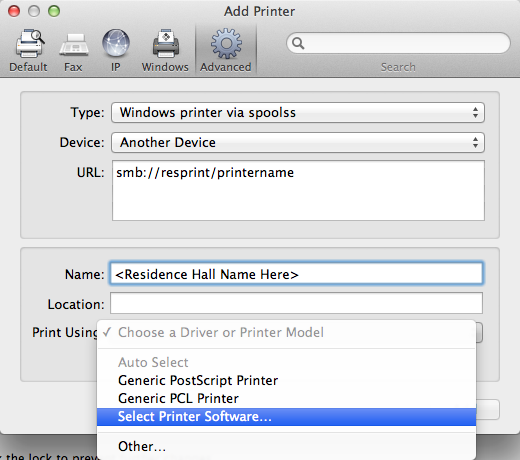 Add Printer
Default Fax IP Windows Advanced Search
Type: Windows printer via spoolss
Device: Another Device
URL: smb://resprint/printername
Name: <Residence Hall Name Here>
Location:
Print Using: ✓ Choose a Driver or Printer Model
Auto Select
Generic PostScript Printer
Generic PCL Printer
Select Printer Software...
Other...
the lock to prev